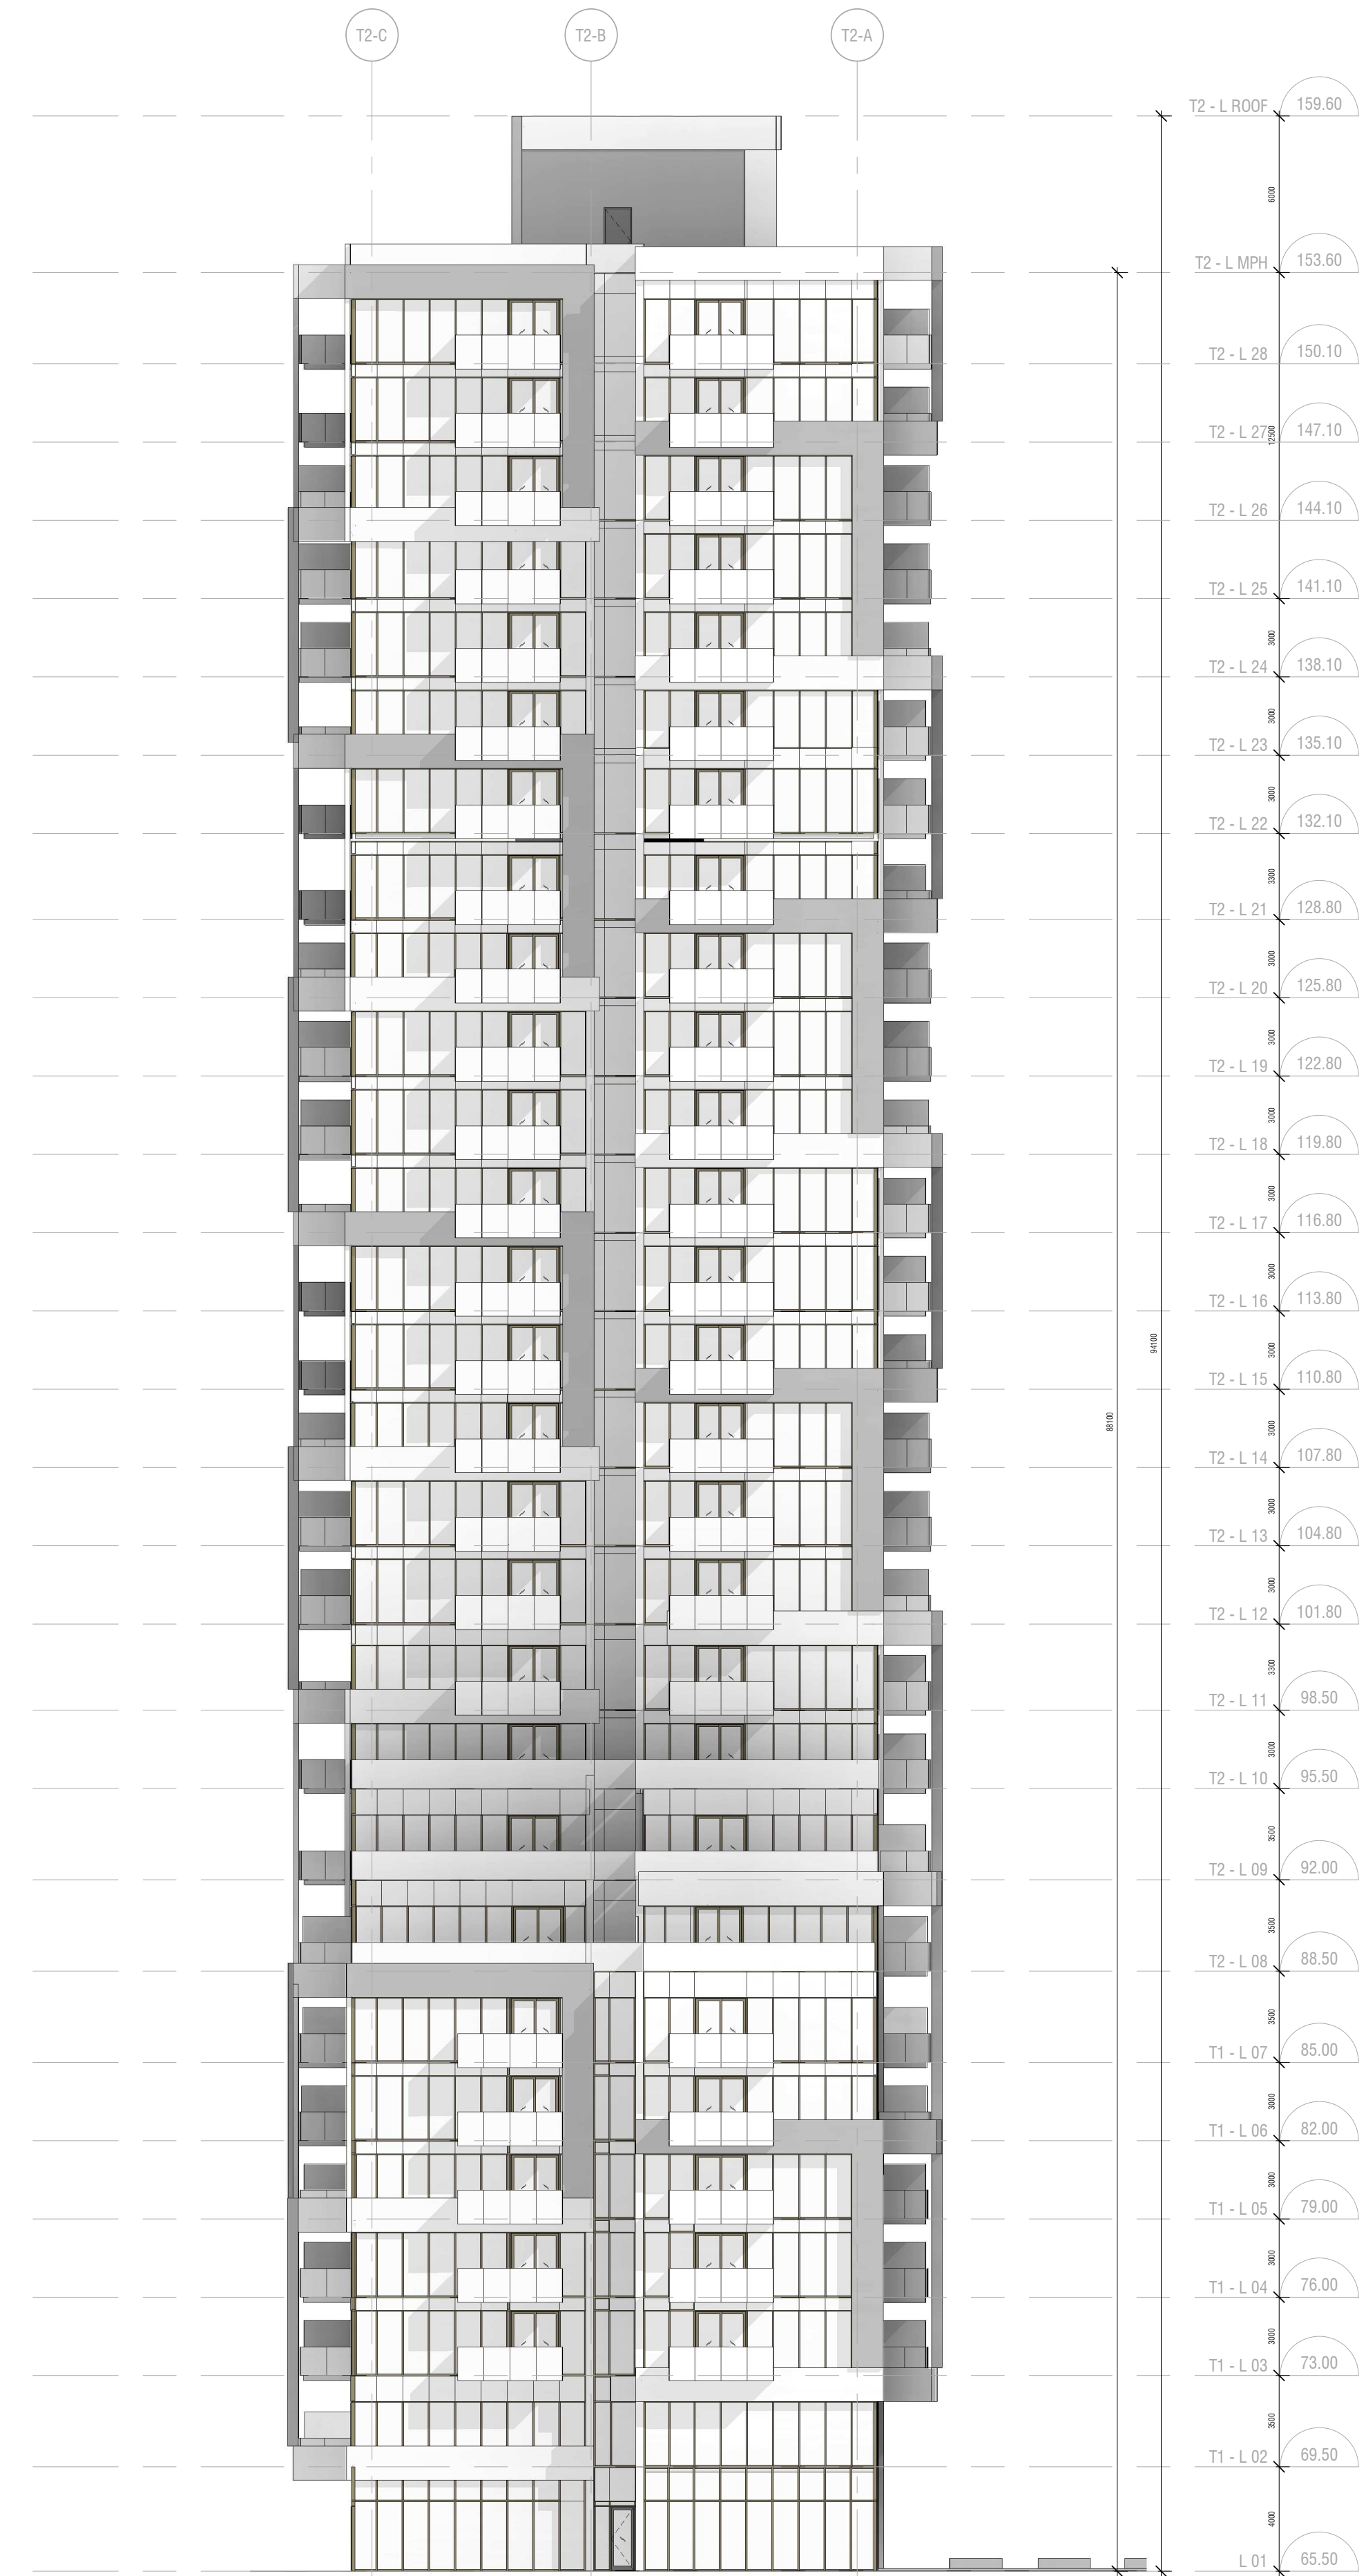 T2-C T2-B T2-A
T2 - L ROOF 159.60
6000
T2 - L MPH 153.60
T2 - L 28 150.10
T2 - L 27 147.10
12500
T2 - L 26 144.10
T2 - L 25 141.10
3000
T2 - L 24 138.10
3000
T2 - L 23 135.10
3000
T2 - L 22 132.10
3300
T2 - L 21 128.80
3000
T2 - L 20 125.80
3000
T2 - L 19 122.80
3000
T2 - L 18 119.80
3000
T2 - L 17 116.80
3000
T2 - L 16 113.80
94100
3000
T2 - L 15 110.80
88100
3000
T2 - L 14 107.80
3000
T2 - L 13 104.80
3000
T2 - L 12 101.80
3300
T2 - L 11 98.50
3000
T2 - L 10 95.50
3500
T2 - L 09 92.00
3500
T2 - L 08 88.50
3500
T1 - L 07 85.00
3000
T1 - L 06 82.00
3000
T1 - L 05 79.00
3000
T1 - L 04 76.00
3000
T1 - L 03 73.00
3500
T1 - L 02 69.50
4000
L 01 65.50